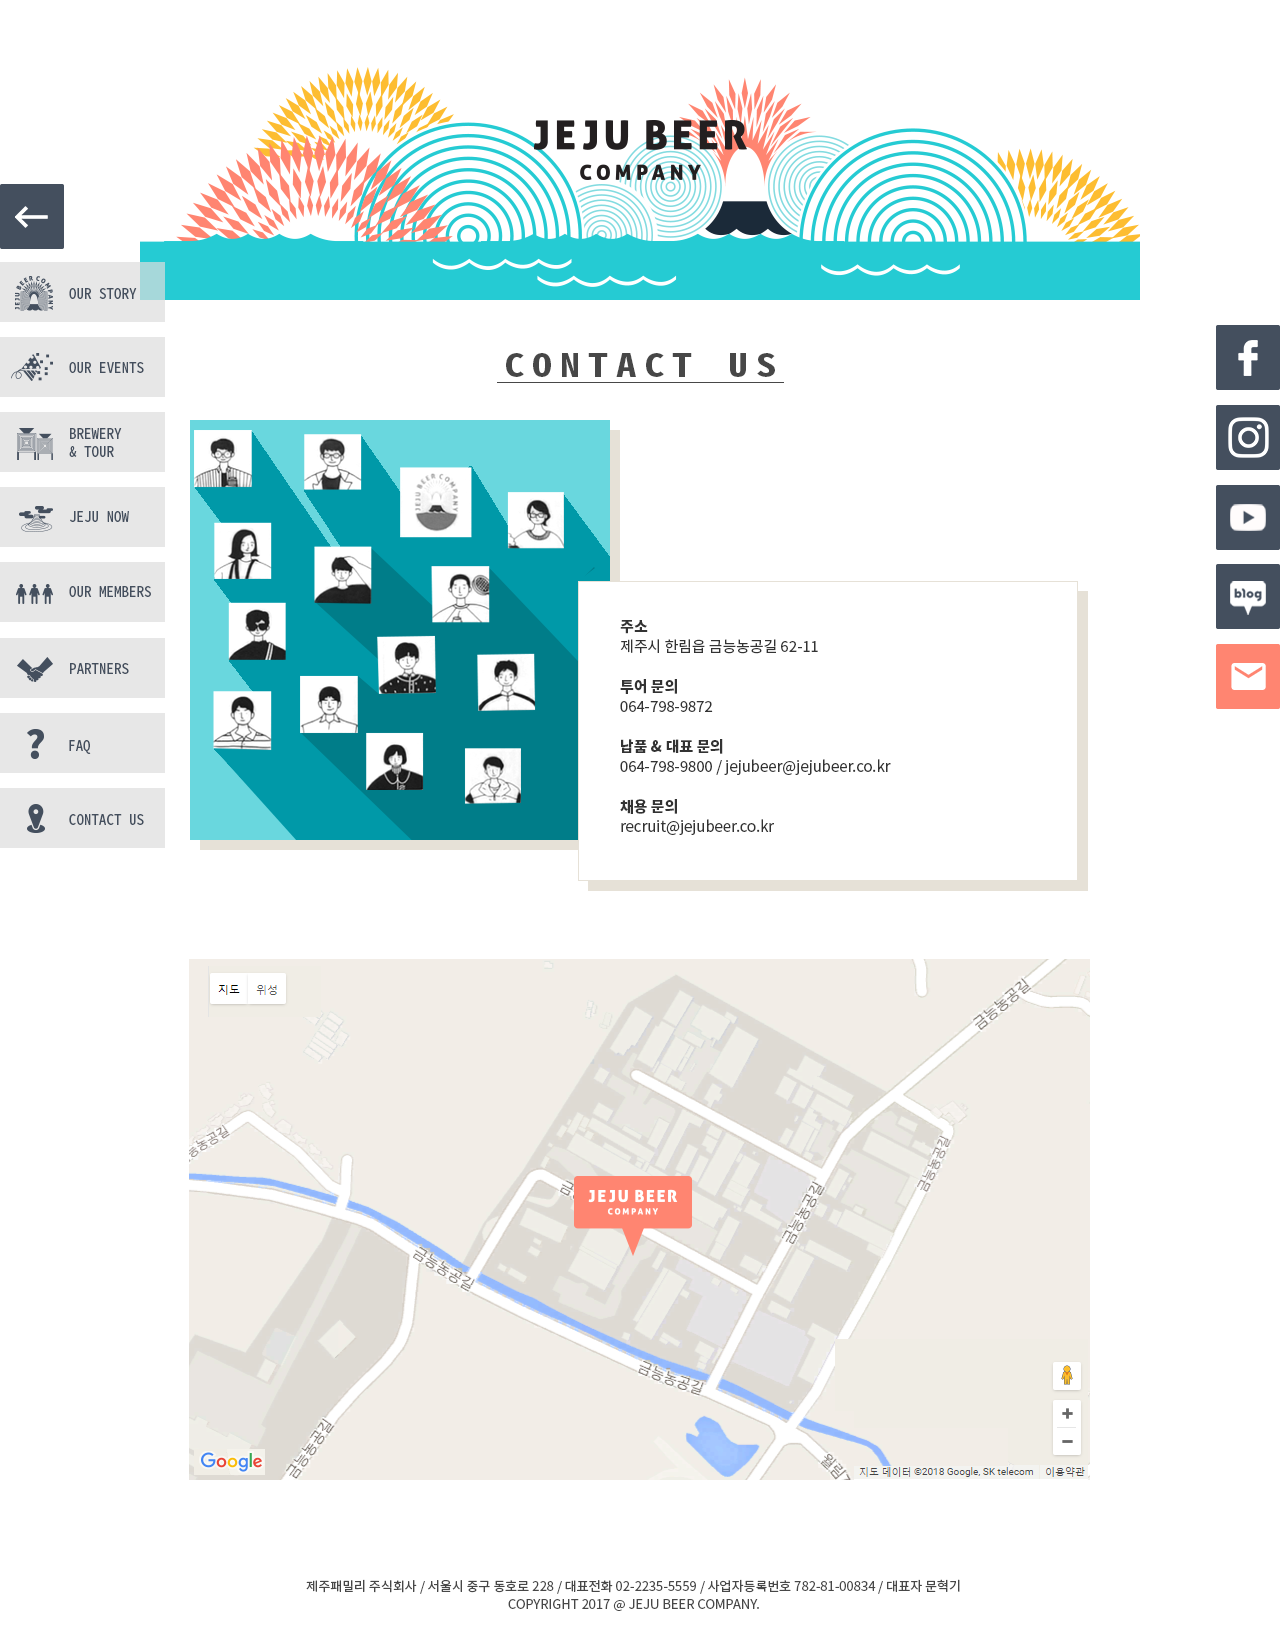 JEJU BEER
COMPANY
OUR STORY
OUR EVENTS
BREWERY
& TOUR
JEJU NOW
OUR MEMBERS
PARTNERS
FAQ
CONTACT US
blog
CONTACT US
JEJU BEER COMPANY
JEJU BEER COMPANY
주소
제주시 한림읍 금능농공길 62-11
투어 문의
064-798-9872
납품 & 대표 문의
064-798-9800 / jejubeer@jejubeer.co.kr
채용 문의
recruit@jejubeer.co.kr
지도 위성
금능농공길
금능농공길
금능농공길
금능농공길
금능농공길
금능농공길
금능농공길
JEJU BEER
COMPANY
Google
지도 데이터 ©2018 Google, SK telecom 이용약관
제주패밀리 주식회사 / 서울시 중구 동호로 228 / 대표전화 02-2235-5559 / 사업자등록번호 782-81-00834 / 대표자 문혁기
COPYRIGHT 2017 @ JEJU BEER COMPANY.